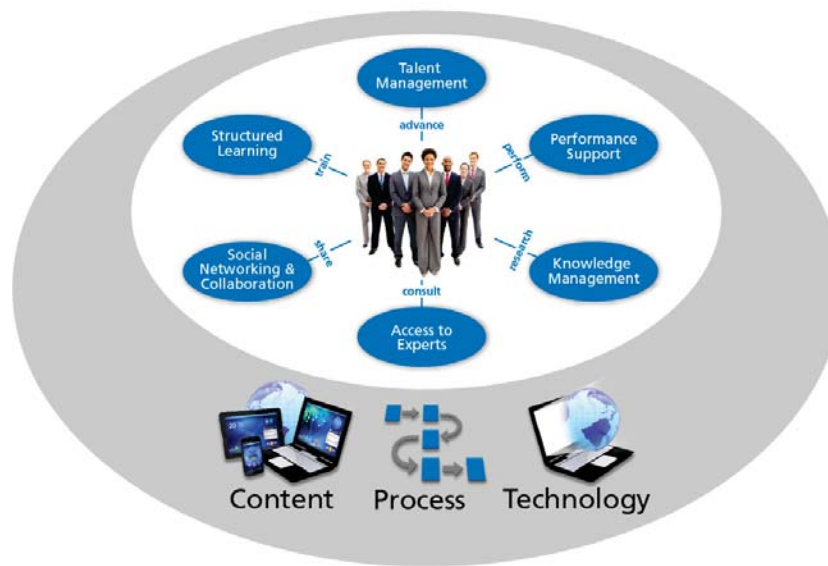 Talent
Management
advance
Structured
Learning
train
Performance
Support
perform
Social
Networking &
Collaboration
share
Knowledge
Management
research
consult
Access to
Experts
Content
Process
Technology